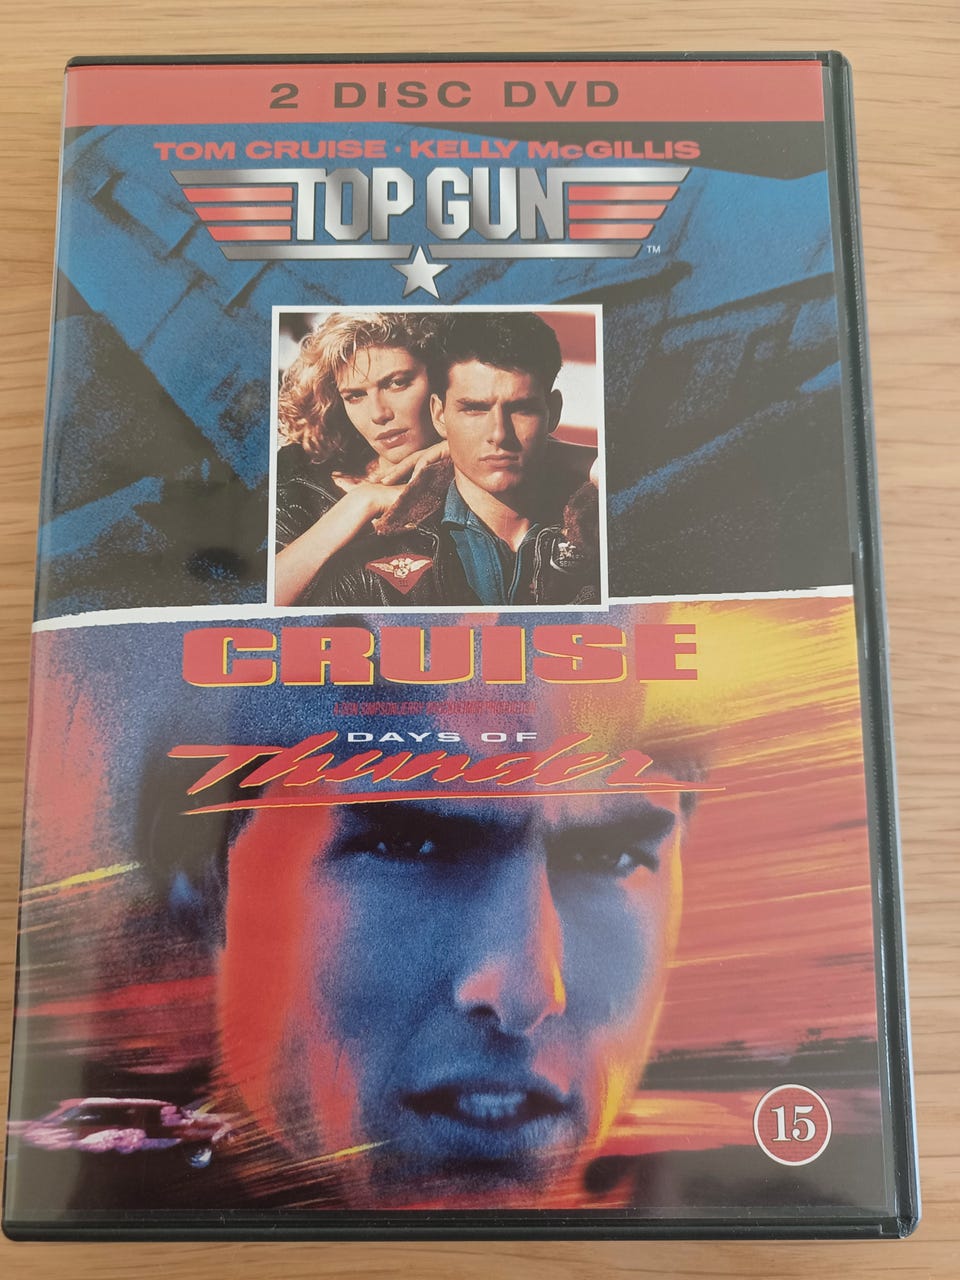 2 DISC DVD
TOM CRUISE · KELLY McGILLIS
TOP GUN
TM
CRUISE
DAYS OF
Thunder
15